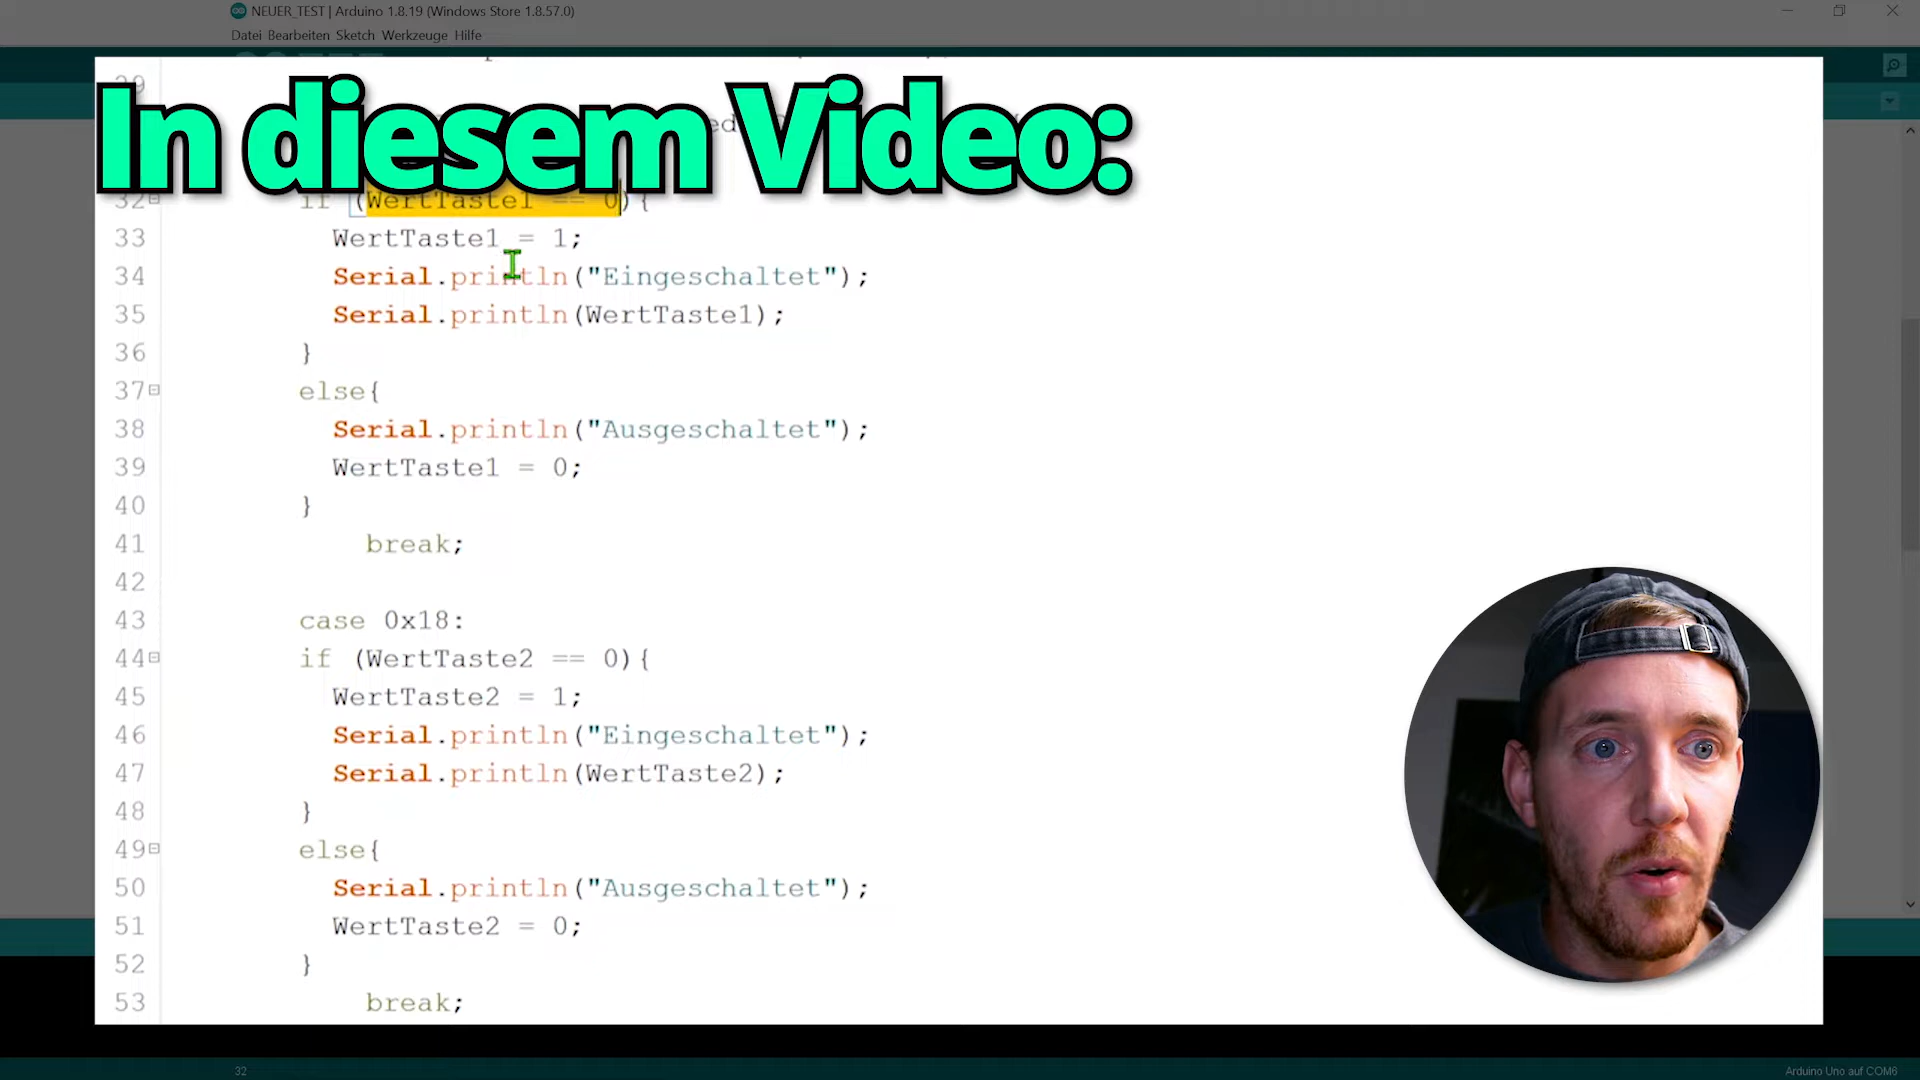 NEUER_TEST | Arduino 1.8.19 (Windows Store 1.8.57.0)
Datei Bearbeiten Sketch Werkzeuge Hilfe
In diesem Video:
32 if (WertTaste1 == 0){
33 WertTaste1 = 1;
34 Serial.println("Eingeschaltet");
35 Serial.println(WertTaste1);
36 }
37 else{
38 Serial.println("Ausgeschaltet");
39 WertTaste1 = 0;
40 }
41 break;
42
43 case 0x18:
44 if (WertTaste2 == 0){
45 WertTaste2 = 1;
46 Serial.println("Eingeschaltet");
47 Serial.println(WertTaste2);
48 }
49 else{
50 Serial.println("Ausgeschaltet");
51 WertTaste2 = 0;
52 }
53 break;
32
Arduino Uno auf COM6